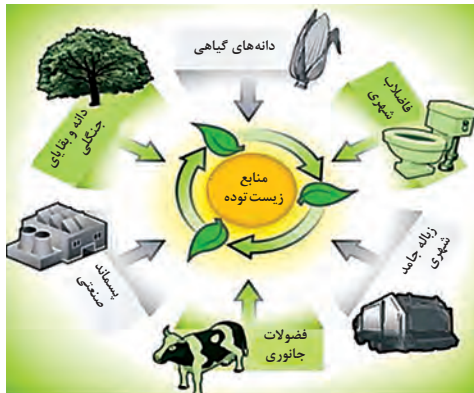 دانه‌های گیاهی
فاضلاب
شهری
زباله جامد
شهری
فضولات
جانوری
پسماند
صنعتی
دانه و بقایای
جنگلی
منابع
زیست‌توده